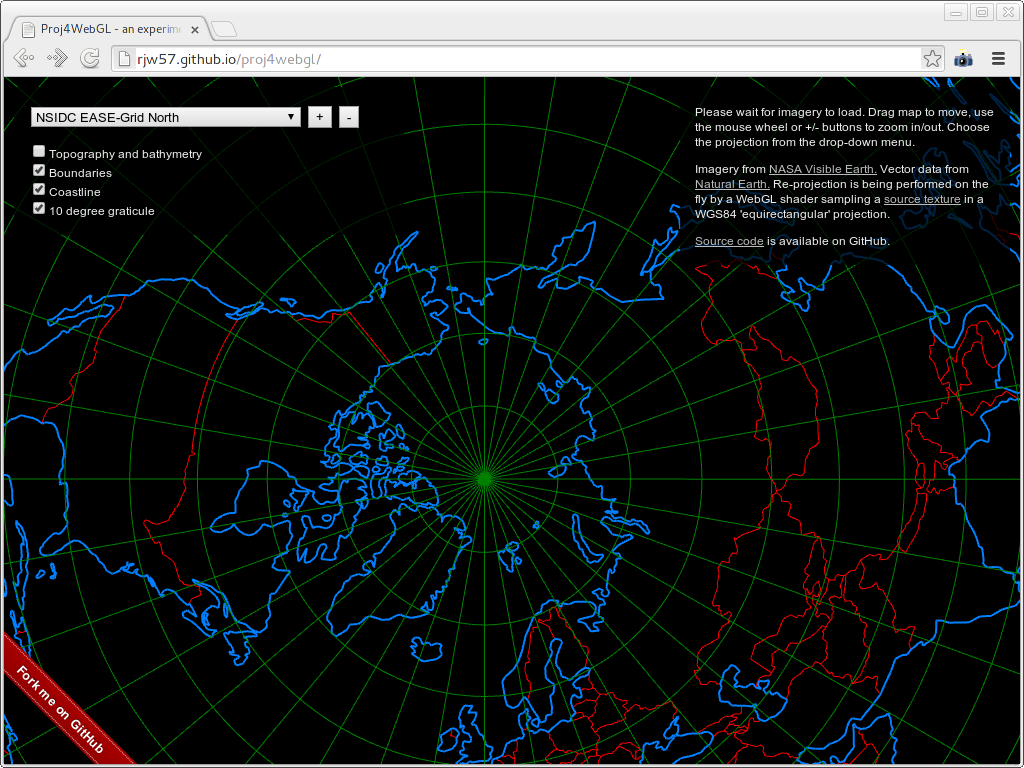 Proj4WebGL - an experim
rjw57.github.io/proj4webgl/
NSIDC EASE-Grid North
+
-
Topography and bathymetry
Boundaries
Coastline
10 degree graticule
Please wait for imagery to load. Drag map to move, use
the mouse wheel or +/- buttons to zoom in/out. Choose
the projection from the drop-down menu.
Imagery from NASA Visible Earth. Vector data from
Natural Earth. Re-projection is being performed on the
fly by a WebGL shader sampling a source texture in a
WGS84 'equirectangular' projection.
Source code is available on GitHub.
Fork me on GitHub